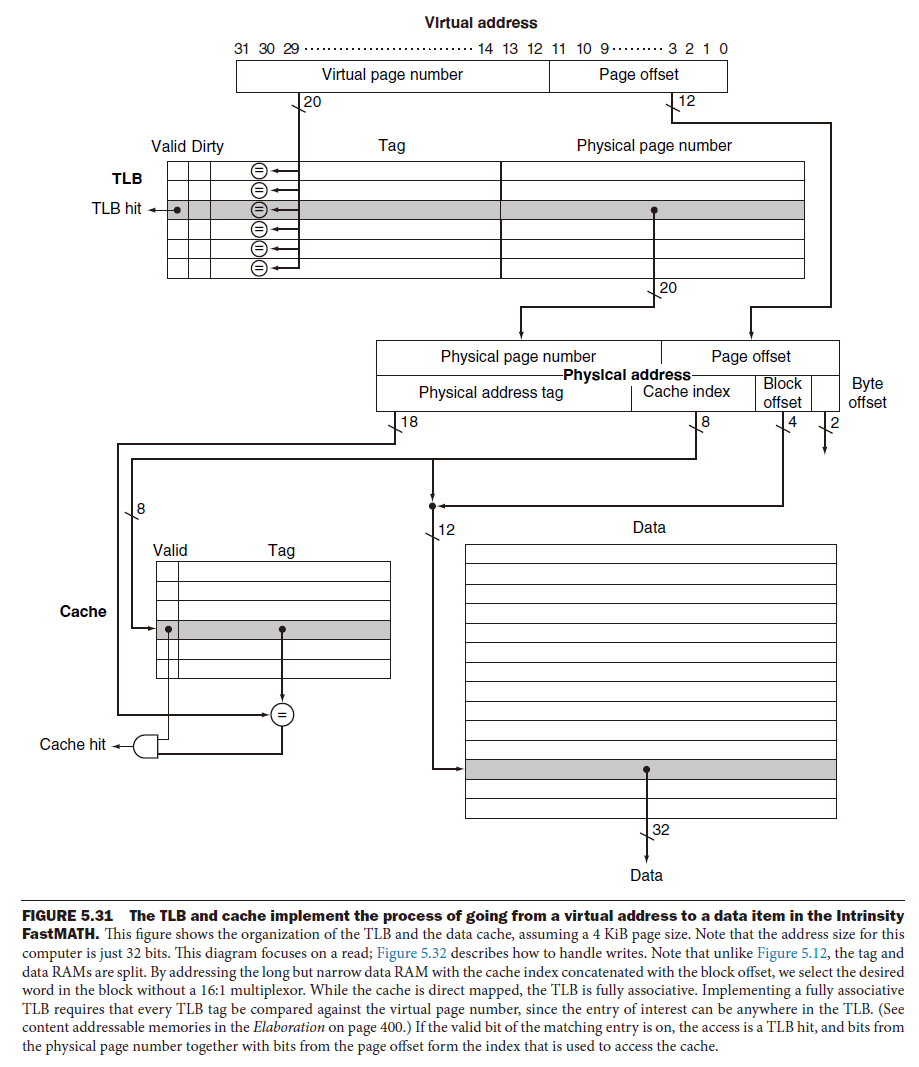 Virtual address
31 30 29 ............................. 14 13 12 11 10 9 ......... 3 2 1 0
Virtual page number Page offset
20 12
Valid Dirty Tag Physical page number
TLB
TLB hit
=
=
=
=
=
=
20
Physical page number Page offset
Physical address
Physical address tag Cache index Block offset Byte offset
18 8 4 2
8
12
Data
Valid Tag
Cache
=
Cache hit
32
Data
FIGURE 5.31 The TLB and cache implement the process of going from a virtual address to a data item in the Intrinsity
FastMATH. This figure shows the organization of the TLB and the data cache, assuming a 4 KiB page size. Note that the address size for this
computer is just 32 bits. This diagram focuses on a read; Figure 5.32 describes how to handle writes. Note that unlike Figure 5.12, the tag and
data RAMs are split. By addressing the long but narrow data RAM with the cache index concatenated with the block offset, we select the desired
word in the block without a 16:1 multiplexor. While the cache is direct mapped, the TLB is fully associative. Implementing a fully associative
TLB requires that every TLB tag be compared against the virtual page number, since the entry of interest can be anywhere in the TLB. (See
content addressable memories in the Elaboration on page 400.) If the valid bit of the matching entry is on, the access is a TLB hit, and bits from
the physical page number together with bits from the page offset form the index that is used to access the cache.